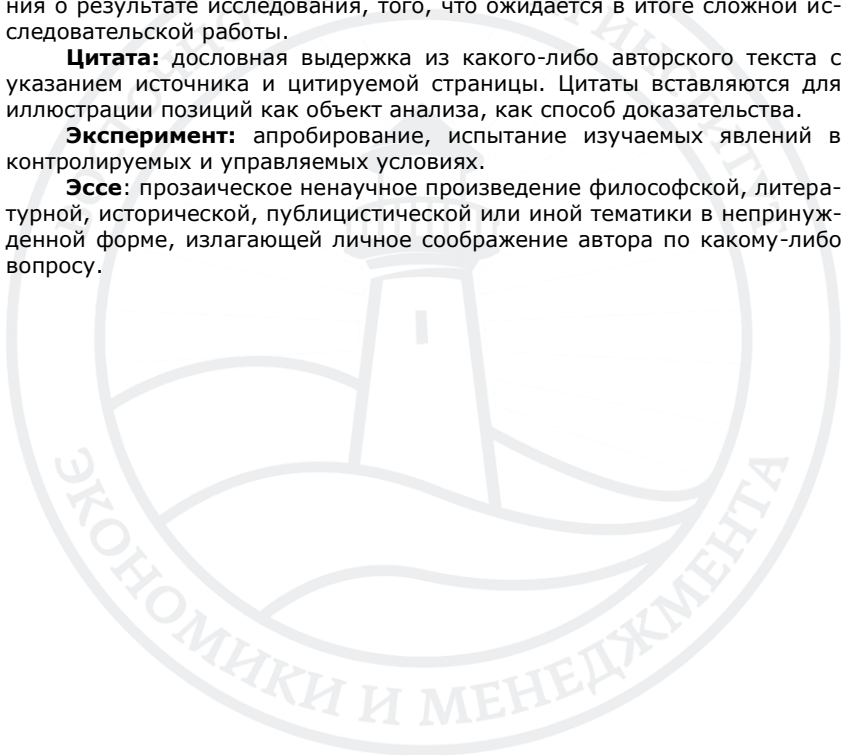 ния о результате исследования, того, что ожидается в итоге сложной ис-
следовательской работы.
Цитата: дословная выдержка из какого-либо авторского текста с
указанием источника и цитируемой страницы. Цитаты вставляются для
иллюстрации позиций как объект анализа, как способ доказательства.
Эксперимент: апробирование, испытание изучаемых явлений в
контролируемых и управляемых условиях.
Эссе: прозаическое ненаучное произведение философской, литера-
турной, исторической, публицистической или иной тематики в непринуж-
денной форме, излагающей личное соображение автора по какому-либо
вопросу.
ЭКОНОМИКИ И МЕНЕДЖМЕНТА